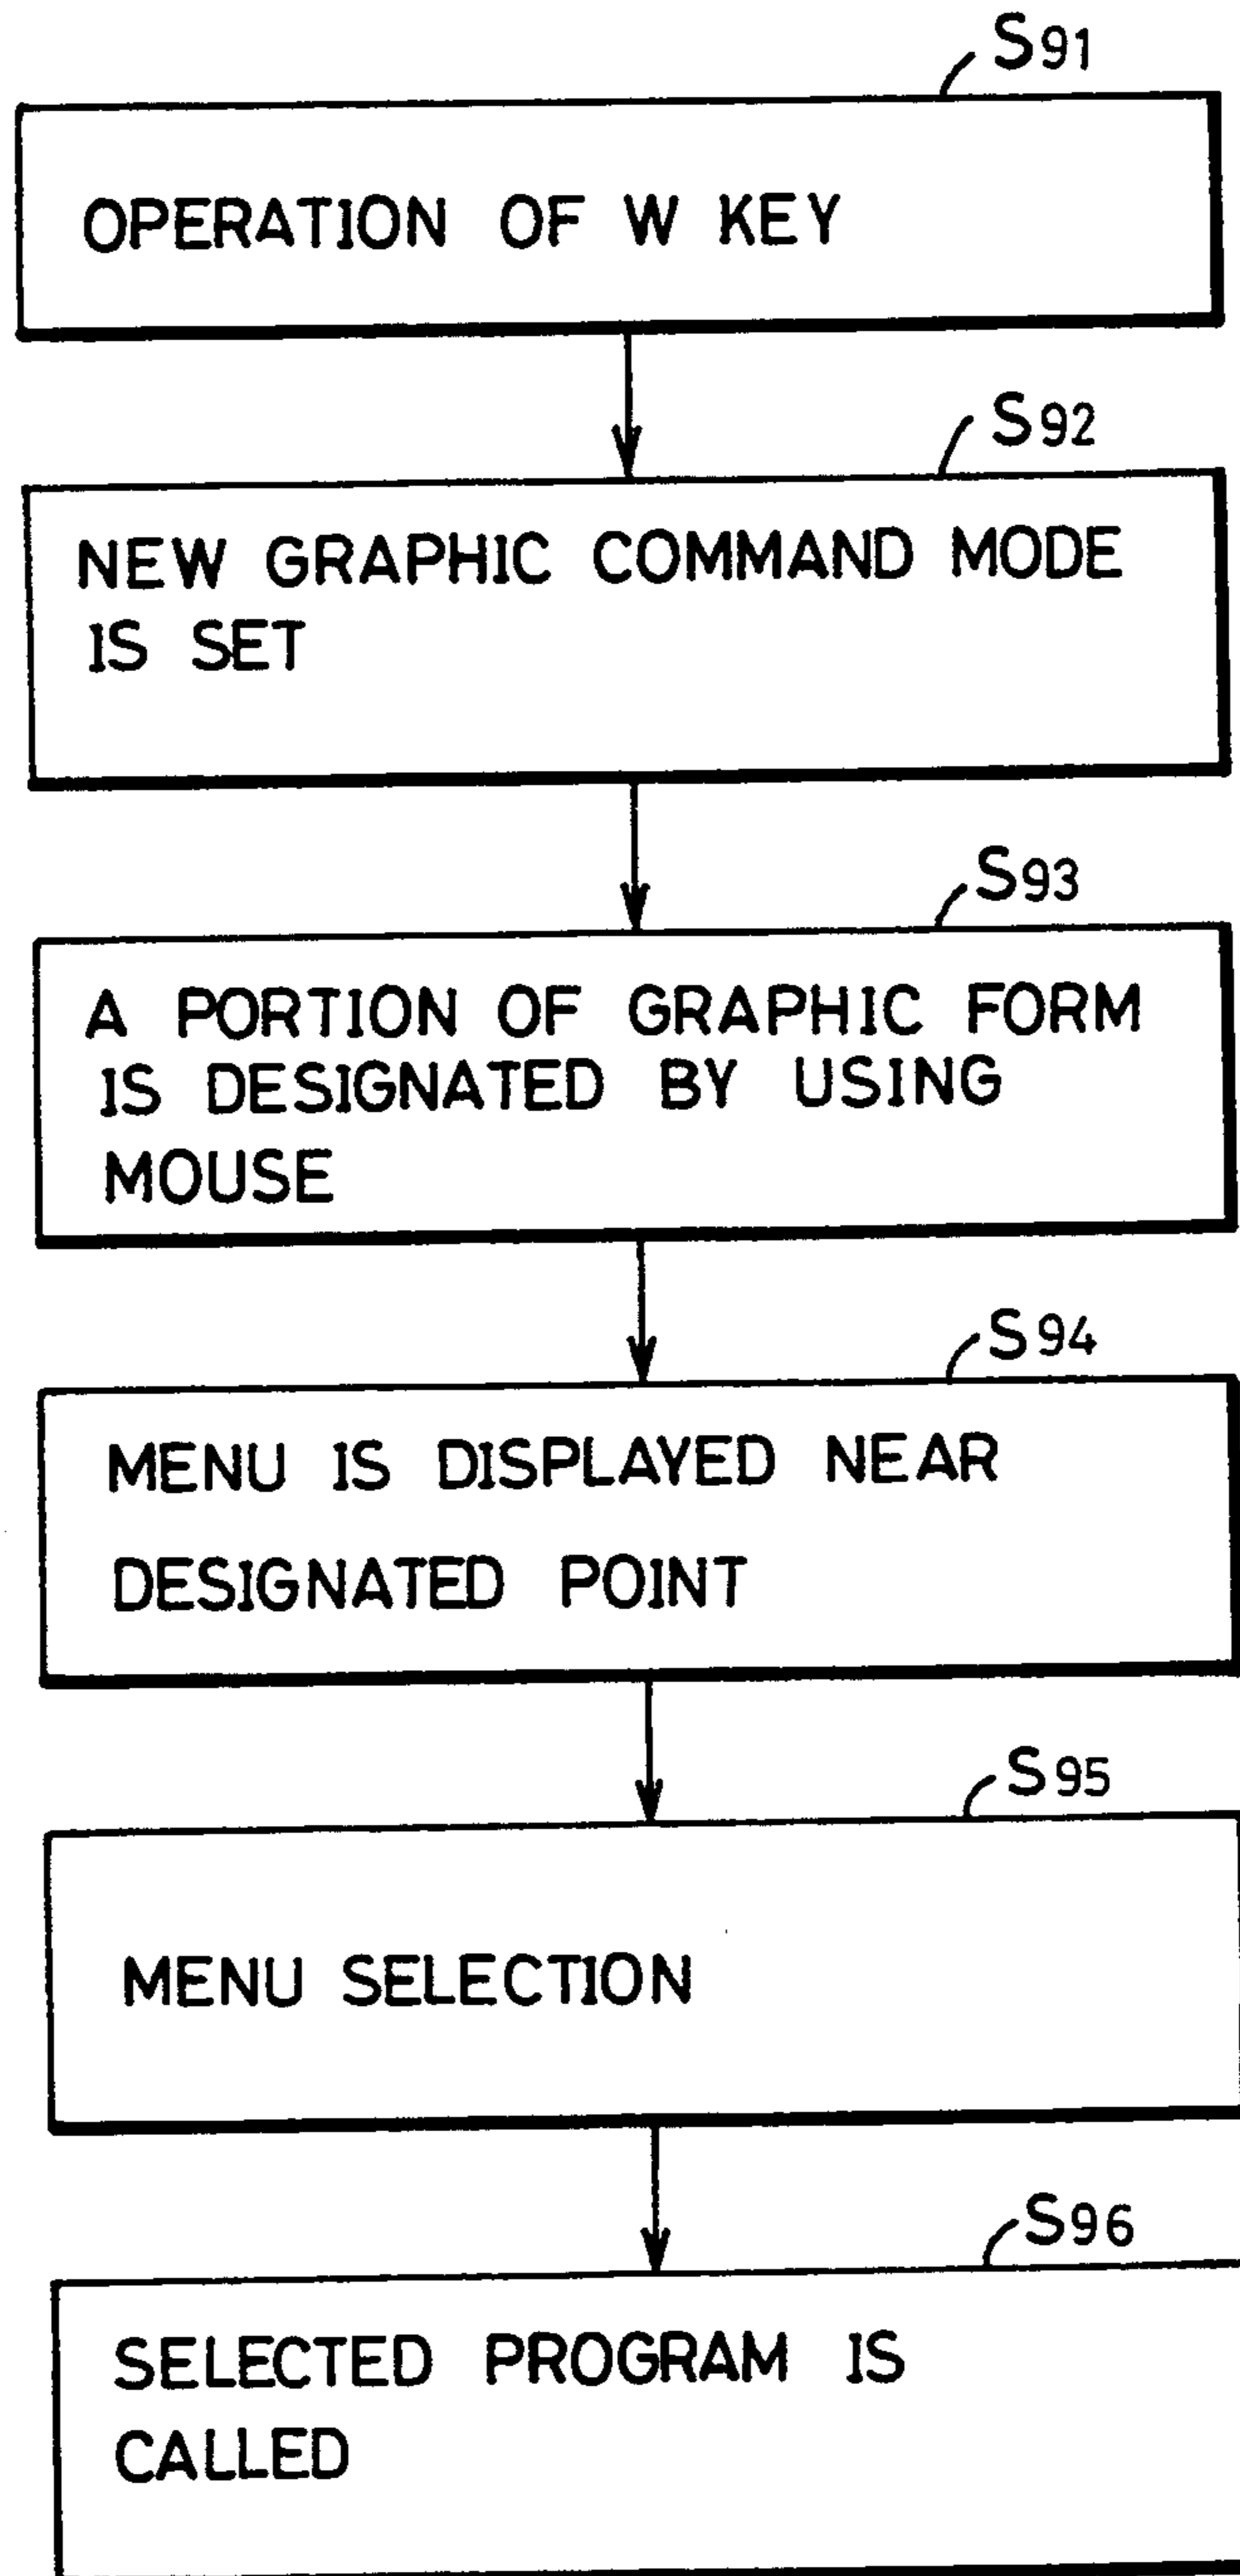 S91
OPERATION OF W KEY
S92
NEW GRAPHIC COMMAND MODE
IS SET
S93
A PORTION OF GRAPHIC FORM
IS DESIGNATED BY USING
MOUSE
S94
MENU IS DISPLAYED NEAR
DESIGNATED POINT
S95
MENU SELECTION
S96
SELECTED PROGRAM IS
CALLED